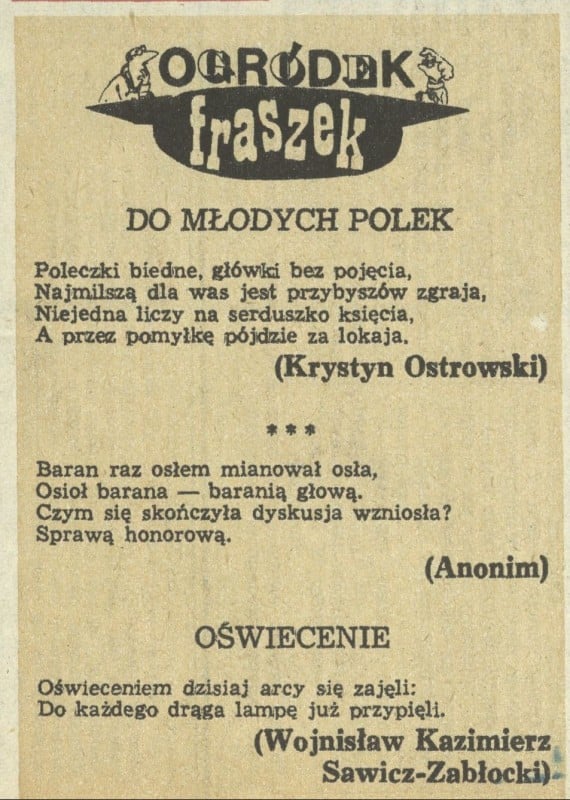 OGRÓDEK
fraszek
DO MŁODYCH POLEK
Poleczki biedne, główki bez pojęcia,
Najmilszą dla was jest przybyszów zgraja,
Niejedna liczy na serduszko księcia,
A przez pomyłkę pójdzie za lokaja.
(Krystyn Ostrowski)
* * *
Baran raz osłem mianował osła,
Osioł barana — baranią głową.
Czym się skończyła dyskusja wzniosła?
Sprawą honorową.
(Anonim)
OŚWIECENIE
Oświeceniem dzisiaj arcy się zajęli:
Do każdego drąga lampę już przypięli.
(Wojnisław Kazimierz
Sawicz-Zabłocki)